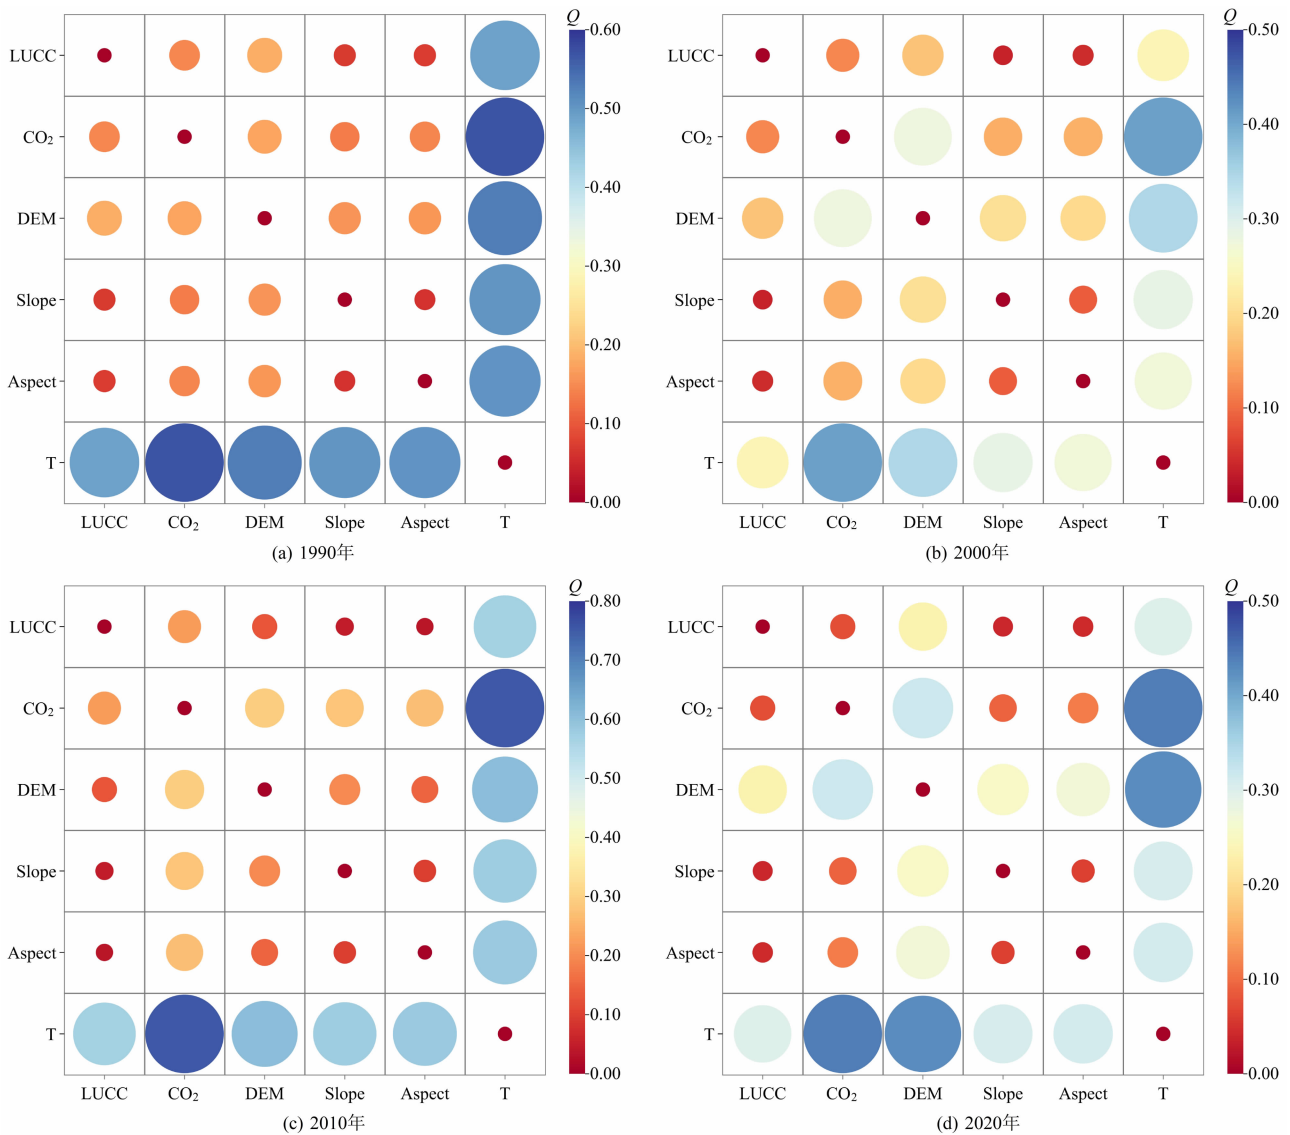 Q
0.60
LUCC
CO₂
0.50
0.40
DEM
0.30
Slope
0.20
Aspect
0.10
T
0.00
LUCC CO₂ DEM Slope Aspect T
(a) 1990年
Q
0.50
LUCC
0.40
CO₂
DEM
0.30
Slope
0.20
Aspect
0.10
T
0.00
LUCC CO₂ DEM Slope Aspect T
(b) 2000年
Q
0.80
LUCC
0.70
CO₂
0.60
DEM
0.50
0.40
Slope
0.30
Aspect
0.20
0.10
T
0.00
LUCC CO₂ DEM Slope Aspect T
(c) 2010年
Q
0.50
LUCC
0.40
CO₂
DEM
0.30
Slope
0.20
Aspect
0.10
T
0.00
LUCC CO₂ DEM Slope Aspect T
(d) 2020年